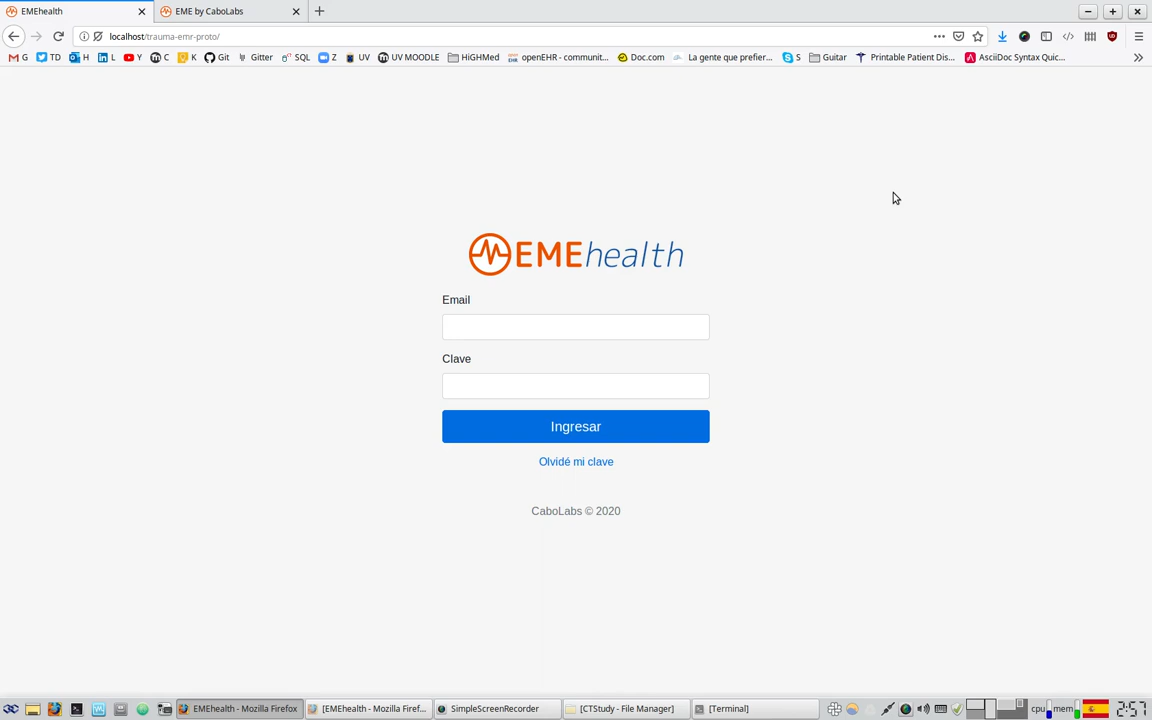 EMEhealth
EME by CaboLabs
localhost/trauma-emr-proto/
G
TD
H
L
Y
C
K
Git
Gitter
SQL
Z
UV
UV MOODLE
HiGHMed
openEHR - communit...
Doc.com
La gente que prefier...
S
Guitar
Printable Patient Dis...
AsciiDoc Syntax Quic...
EMEhealth
Email
Clave
Ingresar
Olvidé mi clave
CaboLabs © 2020
EMEhealth - Mozilla Firefox
[EMEhealth - Mozilla Firef...
SimpleScreenRecorder
[CTStudy - File Manager]
[Terminal]
cpu
mem
2:57